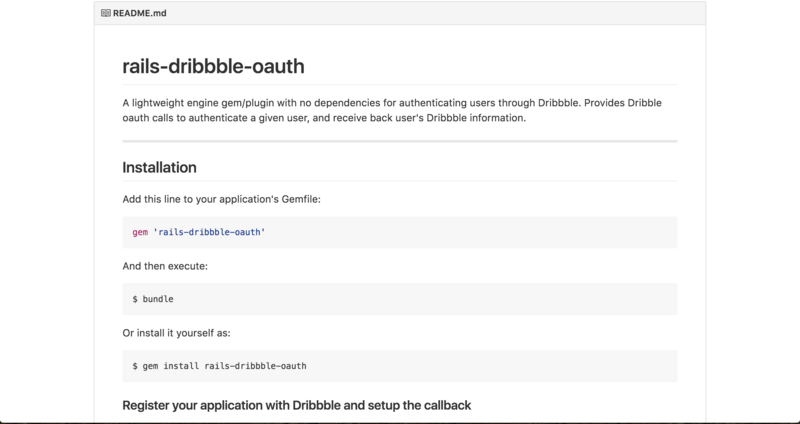 README.md
rails-dribbble-oauth
A lightweight engine gem/plugin with no dependencies for authenticating users through Dribbble. Provides Dribble
oauth calls to authenticate a given user, and receive back user's Dribbble information.
Installation
Add this line to your application's Gemfile:
gem 'rails-dribbble-oauth'
And then execute:
$ bundle
Or install it yourself as:
$ gem install rails-dribbble-oauth
Register your application with Dribbble and setup the callback